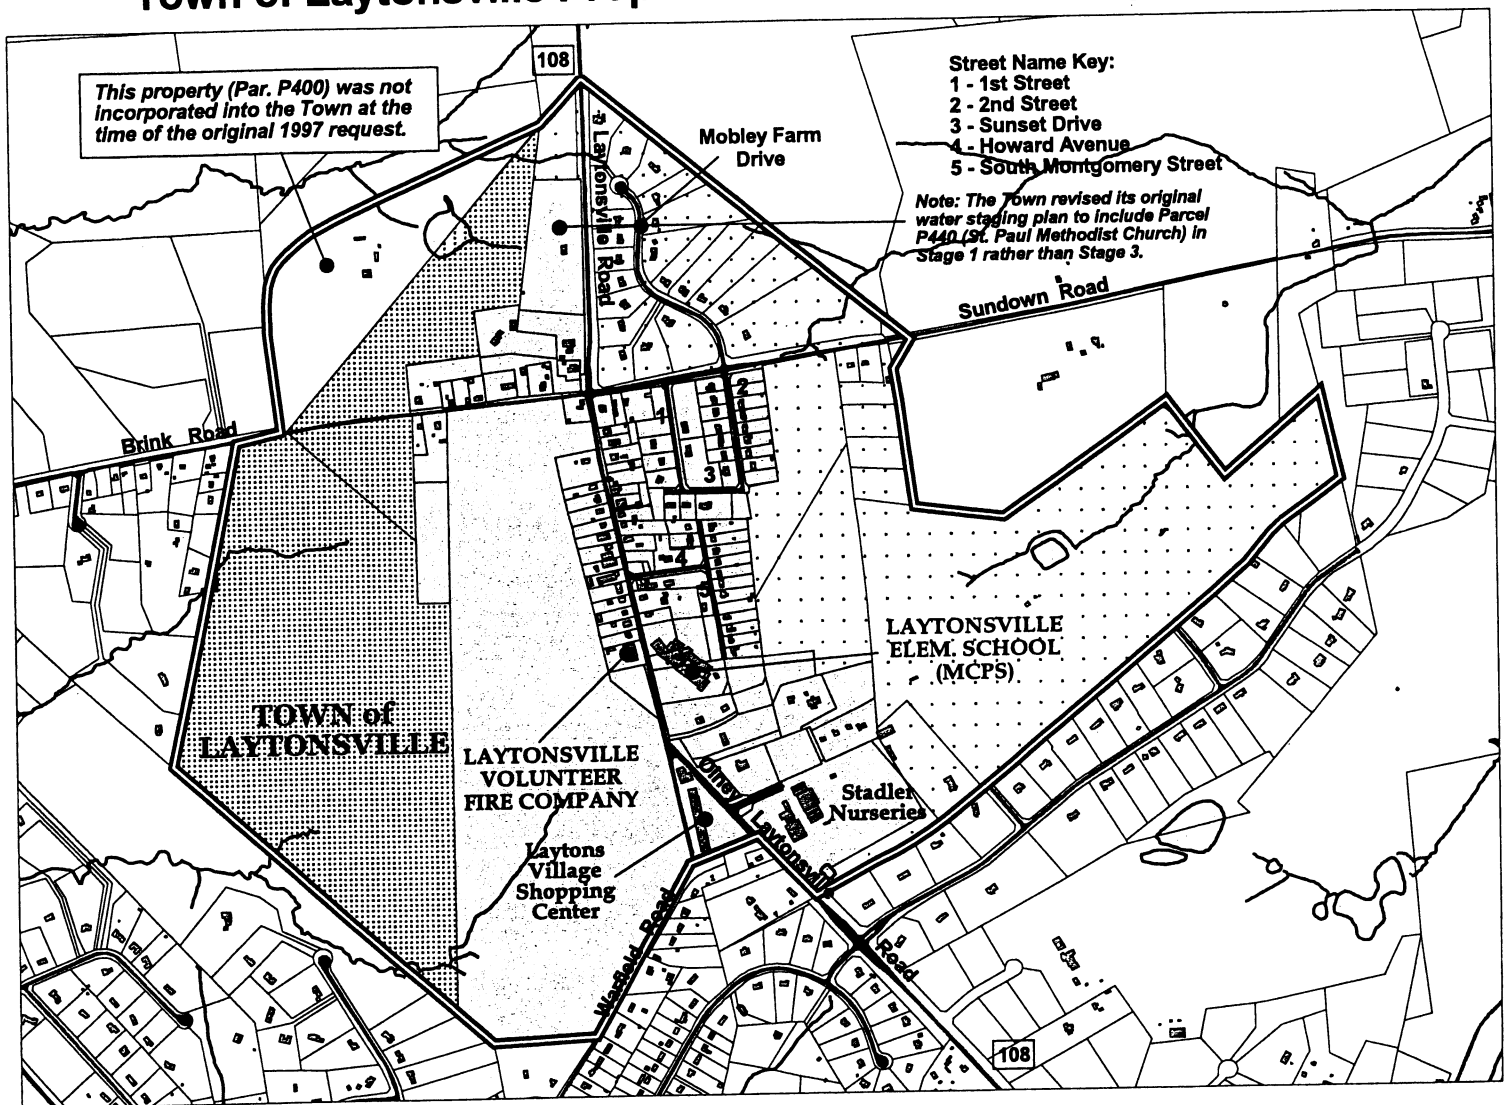 Town of Laytonsville
108
This property (Par. P400) was not
incorporated into the Town at the
time of the original 1997 request.
Street Name Key:
1 - 1st Street
2 - 2nd Street
3 - Sunset Drive
4 - Howard Avenue
5 - South Montgomery Street
Mobley Farm
Drive
Note: The Town revised its original
water staging plan to include Parcel
P440 (St. Paul Methodist Church) in
Stage 1 rather than Stage 3.
Laytonsville Road
Sundown Road
Brink Road
1
2
3
4
5
LAYTONSVILLE
ELEM. SCHOOL
(MCPS)
TOWN of
LAYTONSVILLE
LAYTONSVILLE
VOLUNTEER
FIRE COMPANY
Olney
Laytonsville
Road
Stadler
Nurseries
Laytons
Village
Shopping
Center
Warfield Road
108